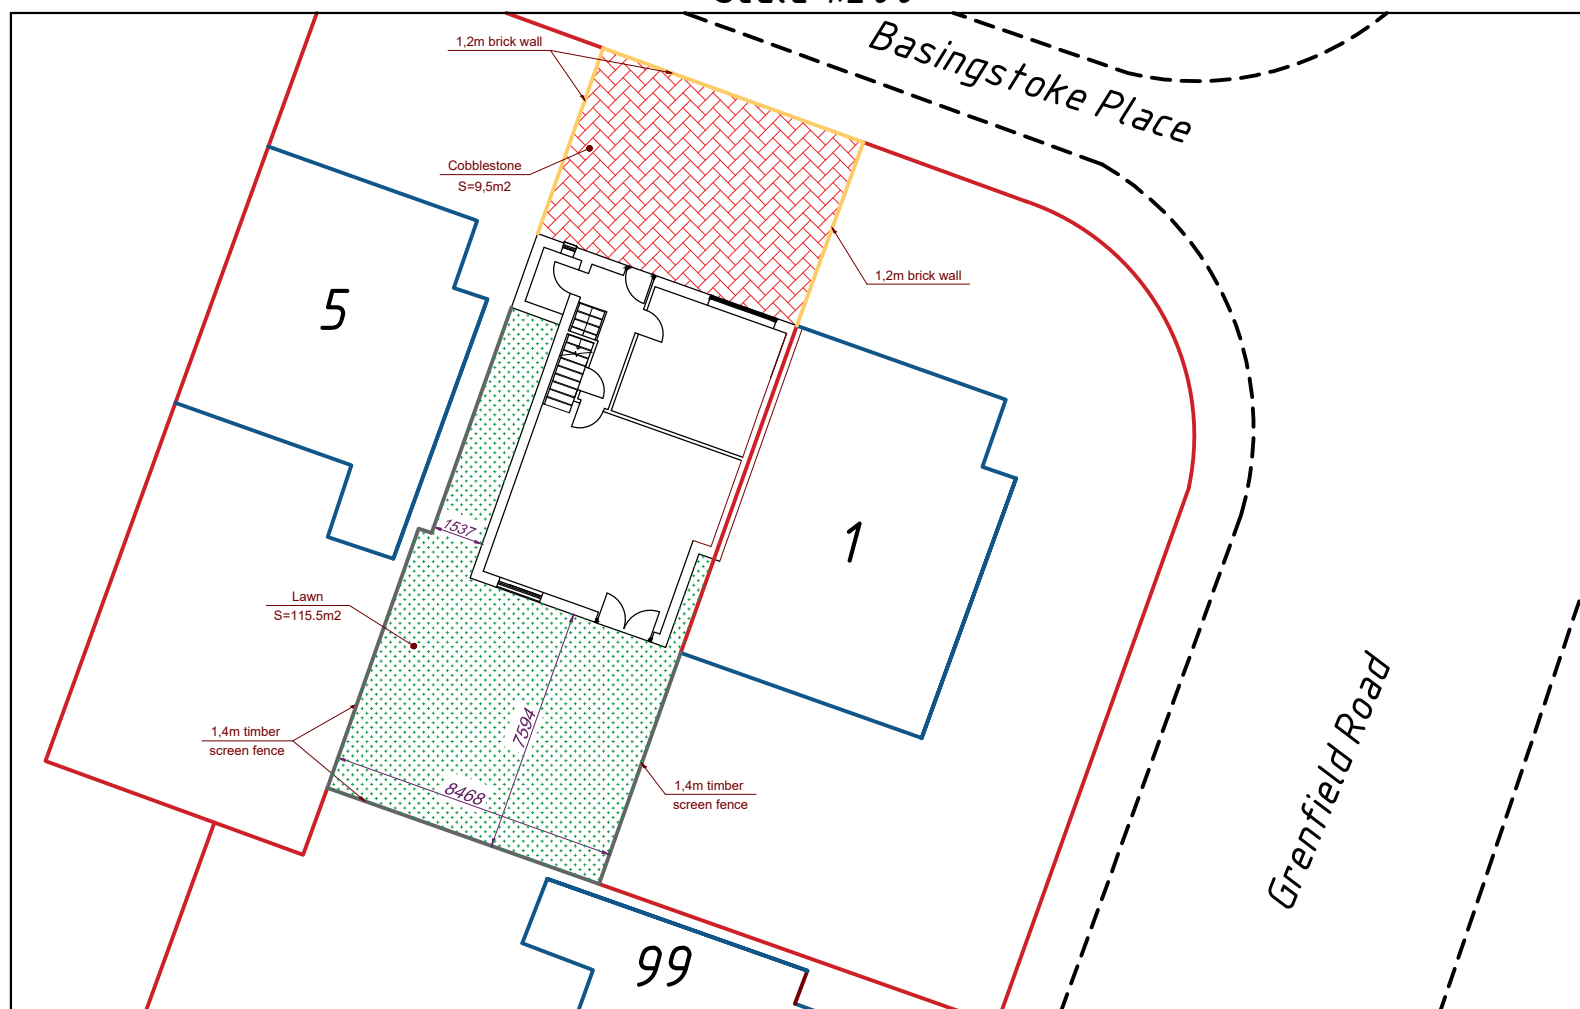 Basingstoke Place
1,2m brick wall
Cobblestone
S=9,5m2
1,2m brick wall
5
1
1537
Lawn
S=115.5m2
7594
8468
1,4m timber
screen fence
1,4m timber
screen fence
Grenfield Road
99